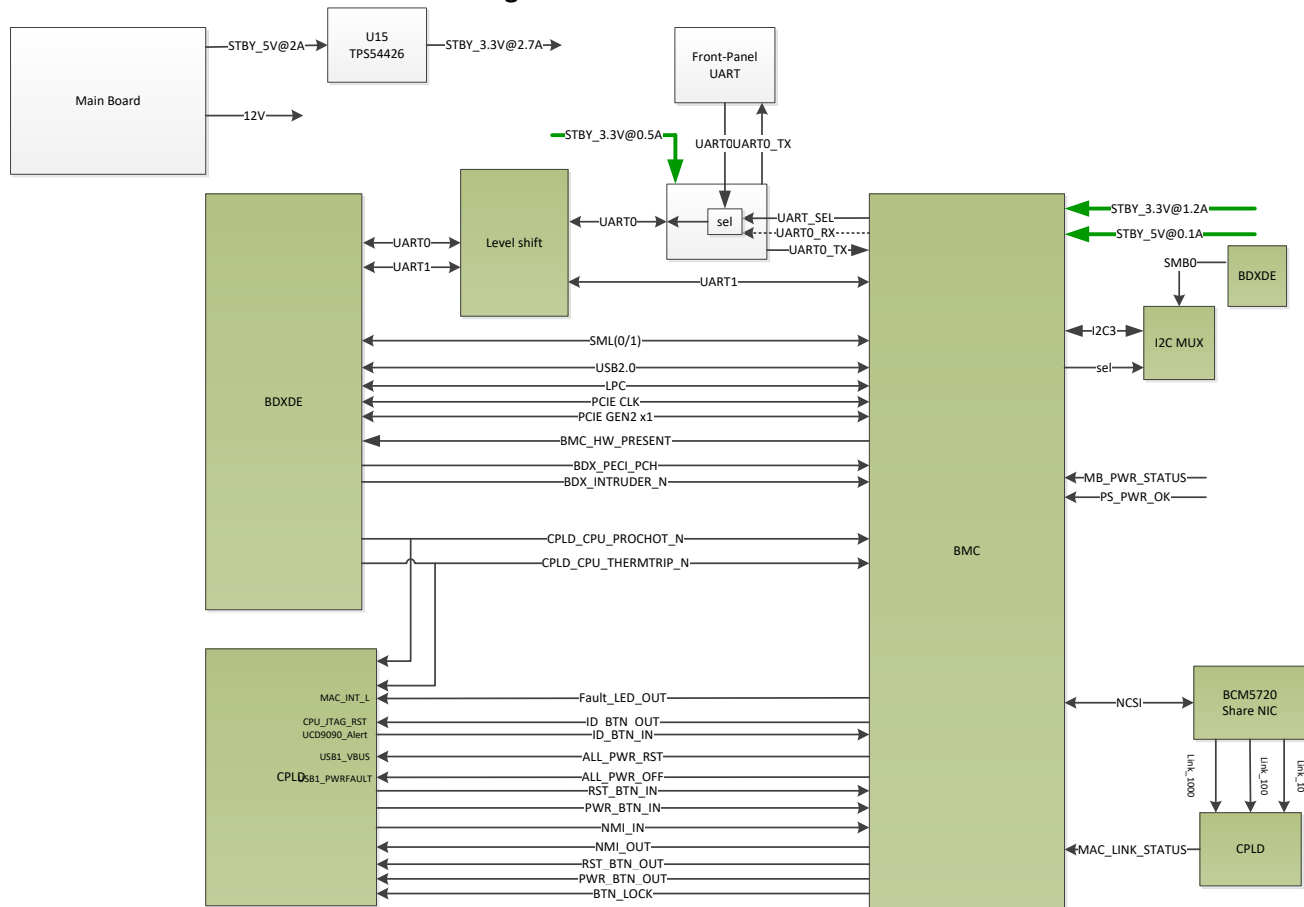 Main Board
STBY_5V@2A
12V
U15
TPS54426
STBY_3.3V@2.7A
Front-Panel
UART
STBY_3.3V@0.5A
UART0
UART0_TX
Level shift
UART0
UART1
UART0
sel
UART_SEL
UART0_RX
UART0_TX
UART1
STBY_3.3V@1.2A
STBY_5V@0.1A
SMB0
BDXDE
I2C3
I2C MUX
sel
BDXDE
SML(0/1)
USB2.0
LPC
PCIE CLK
PCIE GEN2 x1
BMC_HW_PRESENT
BDX_PECI_PCH
BDX_INTRUDER_N
CPLD_CPU_PROCHOT_N
CPLD_CPU_THERMTRIP_N
BMC
MB_PWR_STATUS
PS_PWR_OK
MAC_INT_L
CPU_JTAG_RST
UCD9090_Alert
USB1_VBUS
CPLD
USB1_PWRFAULT
Fault_LED_OUT
ID_BTN_OUT
ID_BTN_IN
ALL_PWR_RST
ALL_PWR_OFF
RST_BTN_IN
PWR_BTN_IN
NMI_IN
NMI_OUT
RST_BTN_OUT
PWR_BTN_OUT
BTN_LOCK
NCSI
BCM5720
Share NIC
Link_1000
Link_100
Link_10
MAC_LINK_STATUS
CPLD